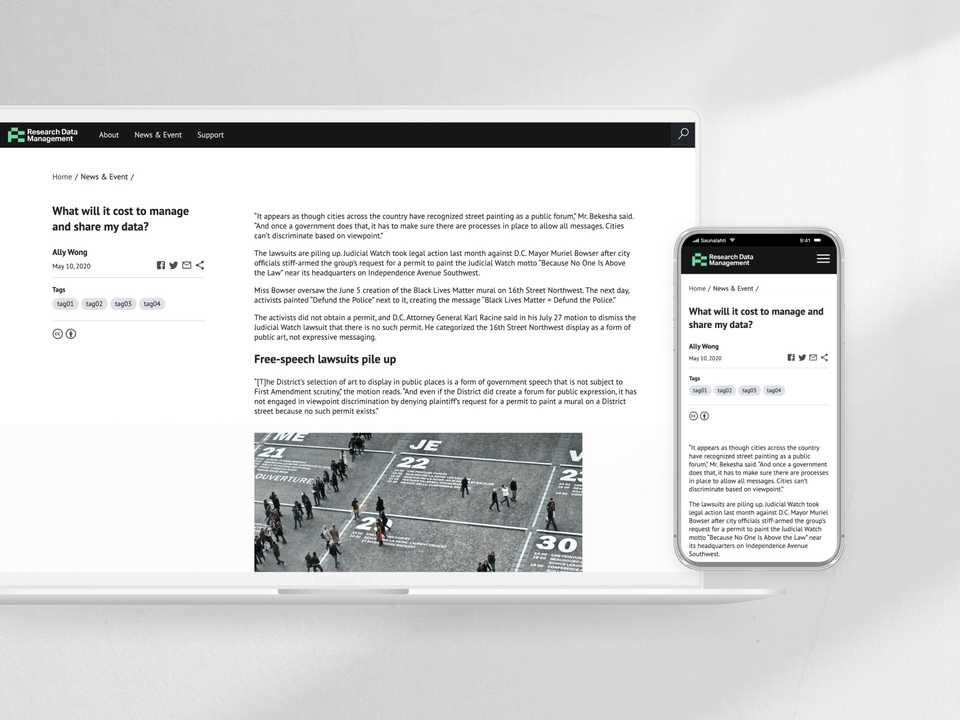 Research Data
Management
About
News & Event
Support
Home / News & Event /
What will it cost to manage
and share my data?
Ally Wong
May 10, 2020
Tags
tag01
tag02
tag03
tag04
"It appears as though cities across the country have recognized street painting as a public forum," Mr. Bekesha said.
"And once a government does that, it has to make sure there are processes in place to allow all messages. Cities
can't discriminate based on viewpoint."
The lawsuits are piling up. Judicial Watch took legal action last month against D.C. Mayor Muriel Bowser after city
officials stiff-armed the group's request for a permit to paint the Judicial Watch motto "Because No One Is Above
the Law" near its headquarters on Independence Avenue Southwest.
Miss Bowser oversaw the June 5 creation of the Black Lives Matter mural on 16th Street Northwest. The next day,
activists painted "Defund the Police" next to it, creating the message "Black Lives Matter = Defund the Police."
The activists did not obtain a permit, and D.C. Attorney General Karl Racine said in his July 27 motion to dismiss the
Judicial Watch lawsuit that there is no such permit. He categorized the 16th Street Northwest display as a form of
public art, not expressive messaging.
Free-speech lawsuits pile up
"[T]he District's selection of art to display in public places is a form of government speech that is not subject to
First Amendment scrutiny," the motion reads. "And even if the District did create a forum for public expression, it has
not engaged in viewpoint discrimination by denying plaintiff's request for a permit to paint a mural on a District
street because no such permit exists."
ME
JE
21
22
OUVERTURE
30
Saunalahti
9:41
Research Data
Management
Home / News & Event /
What will it cost to manage and
share my data?
Ally Wong
May 10, 2020
Tags
tag01
tag02
tag03
tag04
"It appears as though cities across the country
have recognized street painting as a public
forum," Mr. Bekesha said. "And once a government
does that, it has to make sure there are processes
in place to allow all messages. Cities can't
discriminate based on viewpoint."
The lawsuits are piling up. Judicial Watch took
legal action last month against D.C. Mayor Muriel
Bowser after city officials stiff-armed the group's
request for a permit to paint the Judicial Watch
motto "Because No One Is Above the Law" near
its headquarters on Independence Avenue
Southwest.